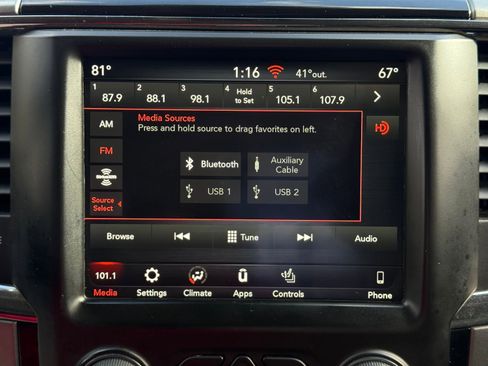 81° 1:16 41°out. 67°
1 2 3 4 5 6
87.9 88.1 98.1 Hold to Set 105.1 107.9
Media Sources
Press and hold source to drag favorites on left.
AM
FM
siriusxm
Source Select
Bluetooth Auxiliary Cable
USB 1 USB 2
HD
Browse Tune Audio
101.1
Media Settings Climate Apps Controls Phone
E